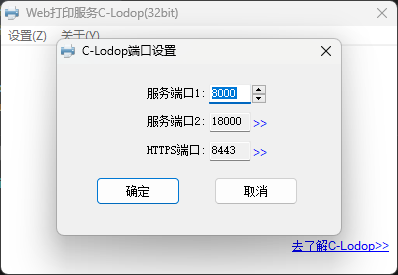 Web打印服务C-Lodop(32bit)
设置(Z) 关于(Y)
C-Lodop端口设置
服务端口1: 8000
服务端口2: 18000 >>
HTTPS端口: 8443 >>
确定 取消
去了解C-Lodop>>